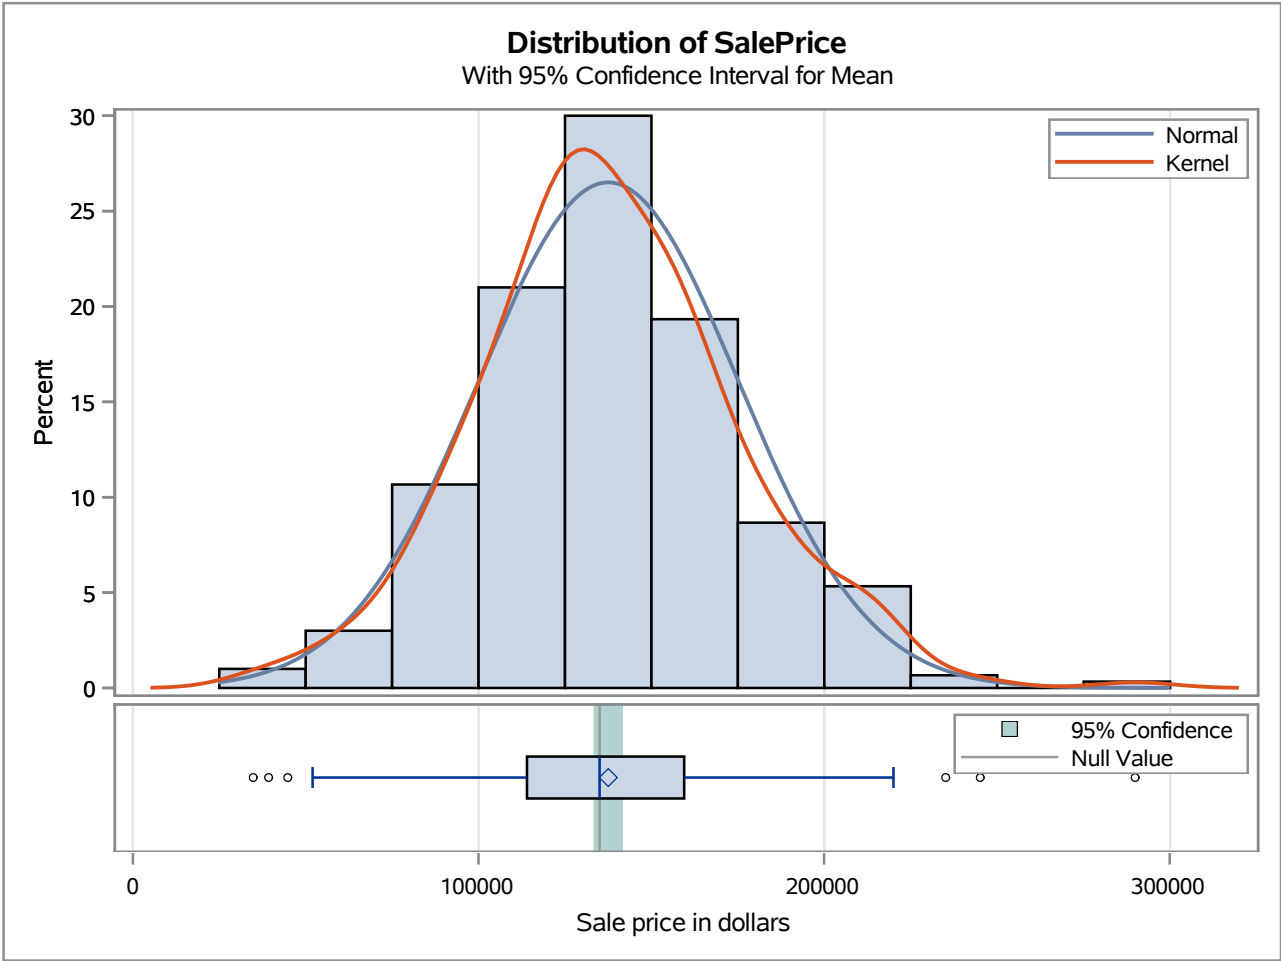 Distribution of SalePrice
With 95% Confidence Interval for Mean
30
25
20
15
10
5
0
Percent
Normal
Kernel
95% Confidence
Null Value
0 100000 200000 300000
Sale price in dollars